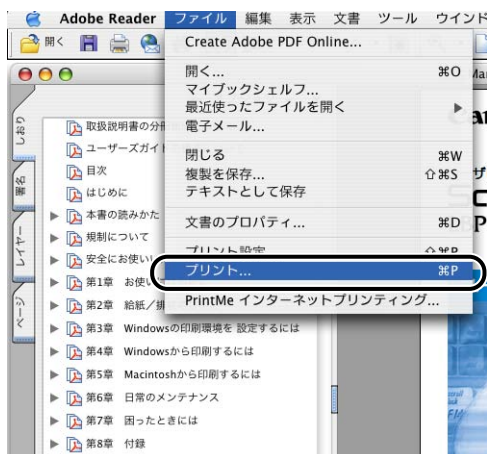 Adobe Reader ファイル 編集 表示 文書 ツール ウインド
開く
Create Adobe PDF Online...
開く... ⌘O
マイブックシェルフ...
最近使ったファイルを開く ▶
電子メール...
閉じる ⌘W
複製を保存... ⇧⌘S
テキストとして保存
文書のプロパティ... ⌘D
プリント設定... ⇧⌘P
プリント... ⌘P
PrintMe インターネットプリンティング...
しおり
署名
レイヤー
ページ
取扱説明書の分
ユーザーズガイ
目次
はじめに
本書の読みかた
規制について
安全にお使い
第1章 お使い
第2章 給紙／排
第3章 Windowsの印刷環境を 設定するには
第4章 Windowsから印刷するには
第5章 Macintoshから印刷するには
第6章 日常のメンテナンス
第7章 困ったときには
第8章 付録